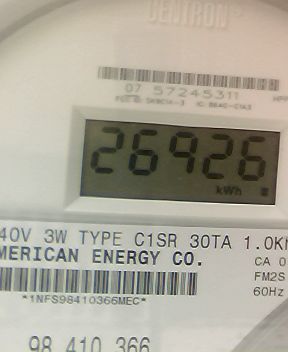 CENTRON
07 57245311
26926
kWh
40V 3W TYPE C1SR 30TA 1.0K
MERICAN ENERGY CO.
CA 0
FM2S
*1NFS98410366MEC*
60Hz
98 410 366